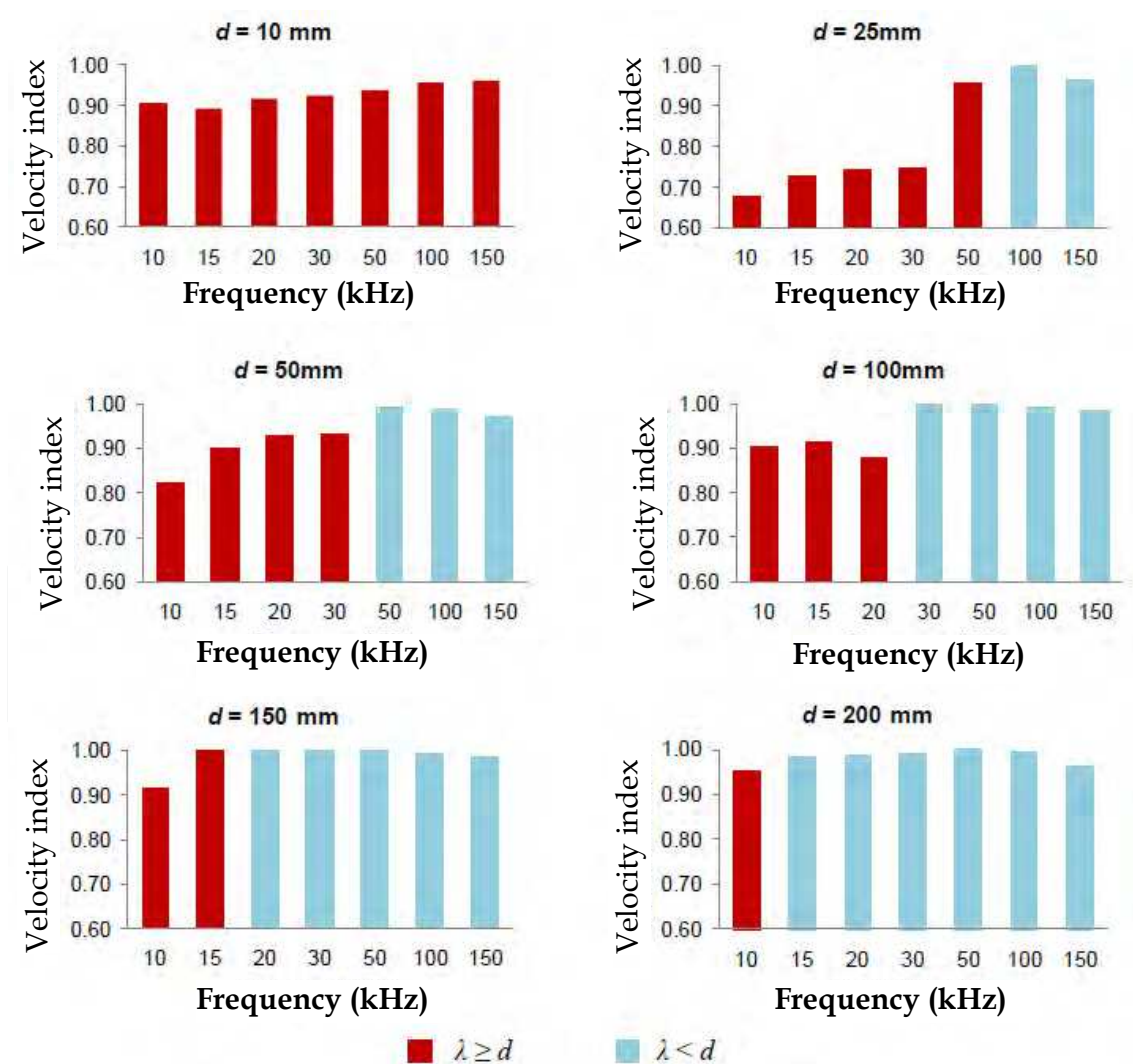 d = 10 mm
Velocity index
1.00
0.90
0.80
0.70
0.60
10 15 20 30 50 100 150
Frequency (kHz)
d = 25mm
Velocity index
1.00
0.90
0.80
0.70
0.60
10 15 20 30 50 100 150
Frequency (kHz)
d = 50mm
Velocity index
1.00
0.90
0.80
0.70
0.60
10 15 20 30 50 100 150
Frequency (kHz)
d = 100mm
Velocity index
1.00
0.90
0.80
0.70
0.60
10 15 20 30 50 100 150
Frequency (kHz)
d = 150 mm
Velocity index
1.00
0.90
0.80
0.70
0.60
10 15 20 30 50 100 150
Frequency (kHz)
d = 200 mm
Velocity index
1.00
0.90
0.80
0.70
0.60
10 15 20 30 50 100 150
Frequency (kHz)
λ ≥ d
λ < d